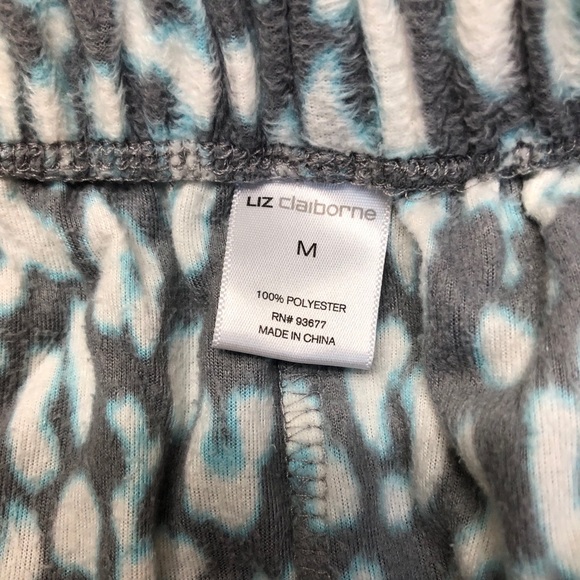 LIZ claiborne
M
100% POLYESTER
RN# 93677
MADE IN CHINA